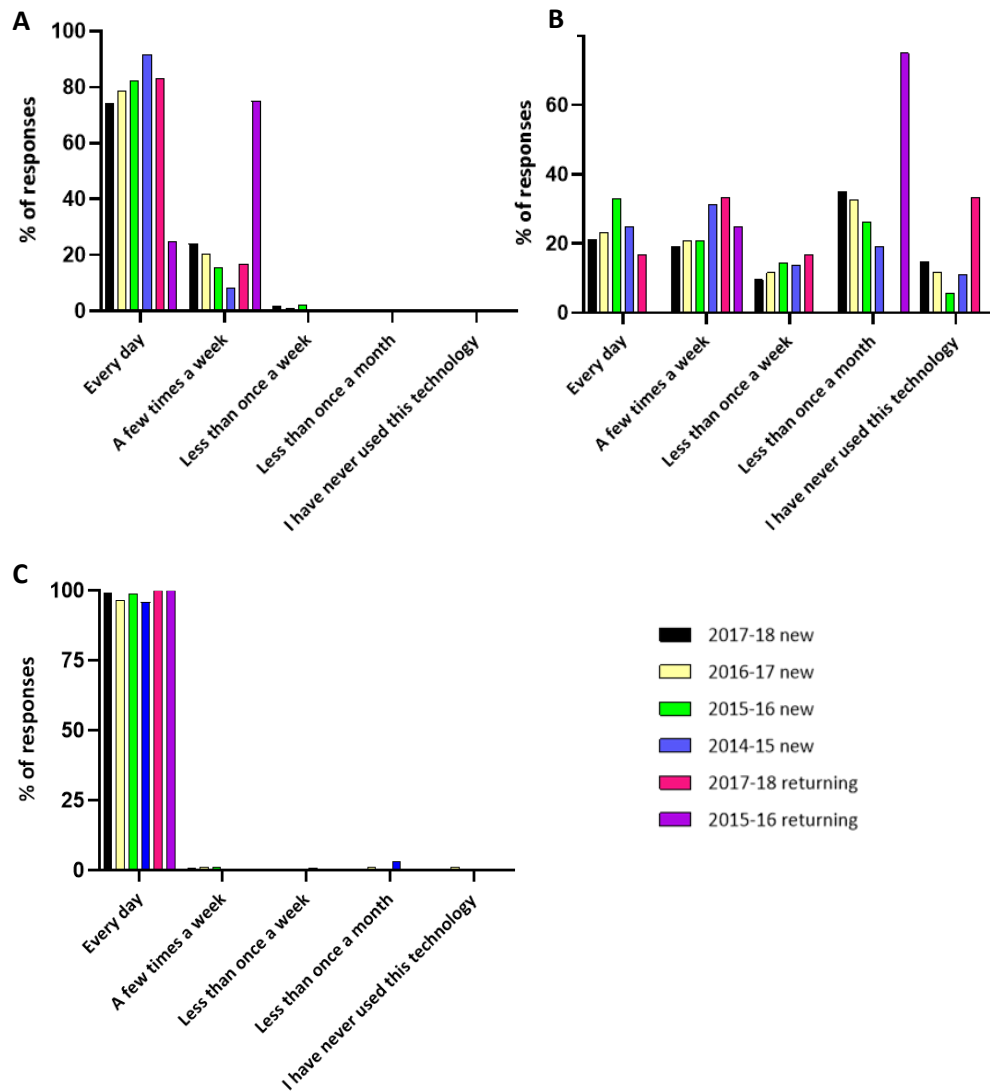 A
% of responses
100
80
60
40
20
0
Every day
A few times a week
Less than once a week
Less than once a month
I have never used this technology
B
% of responses
60
40
20
0
Every day
A few times a week
Less than once a week
Less than once a month
I have never used this technology
C
% of responses
100
75
50
25
0
Every day
A few times a week
Less than once a week
Less than once a month
I have never used this technology
2017-18 new
2016-17 new
2015-16 new
2014-15 new
2017-18 returning
2015-16 returning